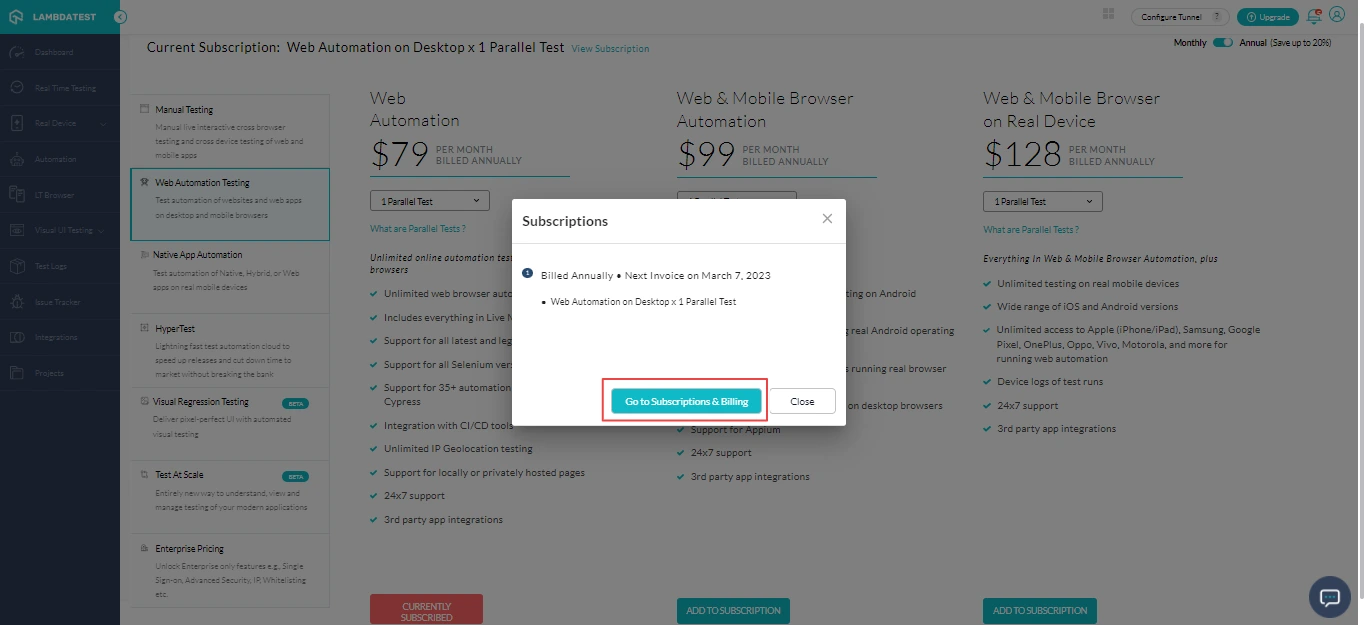 LAMBDATEST
Configure Tunnel ?
Upgrade
Current Subscription: Web Automation on Desktop x 1 Parallel Test View Subscription
Monthly Annual (Save up to 20%)
Dashboard
Real Time Testing
Real Device
Automation
LT Browser
Visual UI Testing
Test Logs
Issue Tracker
Integrations
Projects
Manual Testing
Manual live interactive cross browser
testing and cross device testing of web and
mobile apps
Web Automation Testing
Test automation of websites and web apps
on desktop and mobile browsers
Native App Automation
Test automation of Native, Hybrid, or Web
apps on real mobile devices
HyperTest
Lightning fast test automation cloud to
speed up releases and cut down time to
market without breaking the bank
Visual Regression Testing BETA
Deliver pixel-perfect UI with automated
visual testing
Test At Scale BETA
Entirely new way to understand, view and
manage testing of your modern applications
Enterprise Pricing
Unlock Enterprise only features e.g., Single
Sign-on, Advanced Security, IP, Whitelisting
etc.
Web
Automation
$79 PER MONTH
BILLED ANNUALLY
1 Parallel Test
What are Parallel Tests ?
Unlimited online automation
browsers
Unlimited web browser
Includes everything in Live
Support for all latest and
Support for all Selenium
Support for 35+ automation
Cypress
Integration with CI/CD tools
Unlimited IP Geolocation testing
Support for locally or privately hosted pages
24x7 support
3rd party app integrations
CURRENTLY
SUBSCRIBED
Web & Mobile Browser
Automation
$99 PER MONTH
BILLED ANNUALLY
on Android
real Android operating
running real browser
on desktop browsers
Support for Appium
24x7 support
3rd party app integrations
ADD TO SUBSCRIPTION
Web & Mobile Browser
on Real Device
$128 PER MONTH
BILLED ANNUALLY
1 Parallel Test
What are Parallel Tests ?
Everything in Web & Mobile Browser Automation, plus
Unlimited testing on real mobile devices
Wide range of iOS and Android versions
Unlimited access to Apple (iPhone/iPad), Samsung, Google
Pixel, OnePlus, Oppo, Vivo, Motorola, and more for
running web automation
Device logs of test runs
24x7 support
3rd party app integrations
ADD TO SUBSCRIPTION
Subscriptions
1 Billed Annually • Next Invoice on March 7, 2023
• Web Automation on Desktop x 1 Parallel Test
Go to Subscriptions & Billing
Close